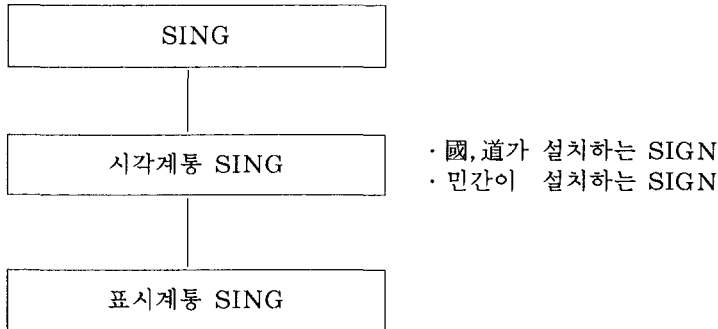 SING
시각계통 SING
· 國,道가 설치하는 SIGN
· 민간이 설치하는 SIGN
표시계통 SING